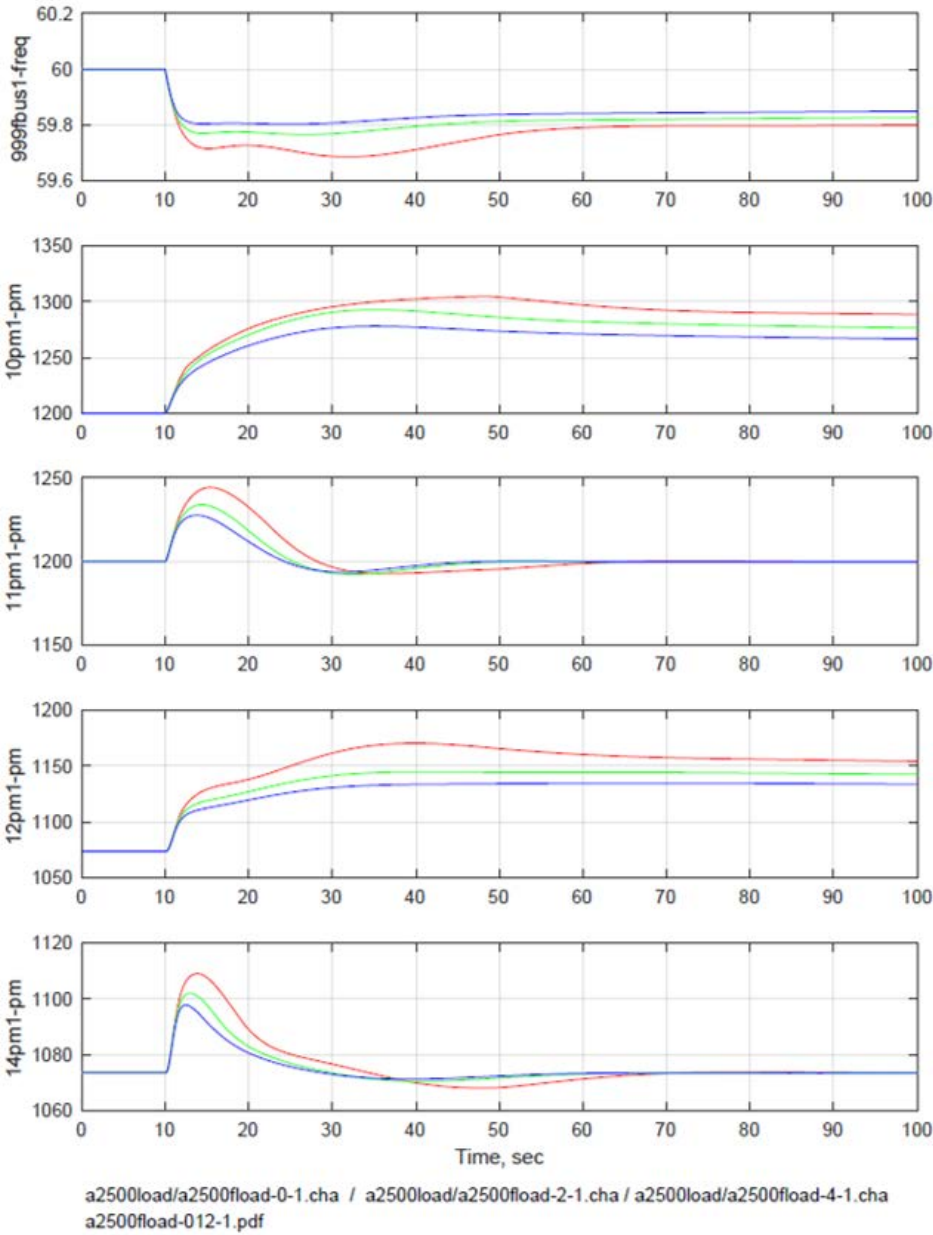 60.2
60
59.8
59.6
999fbus1-freq
0 10 20 30 40 50 60 70 80 90 100
1350
1300
1250
1200
10pm1-pm
0 10 20 30 40 50 60 70 80 90 100
1250
1200
1150
11pm1-pm
0 10 20 30 40 50 60 70 80 90 100
1200
1150
1100
1050
12pm1-pm
0 10 20 30 40 50 60 70 80 90 100
1120
1100
1080
1060
14pm1-pm
0 10 20 30 40 50 60 70 80 90 100
Time, sec
a2500load/a2500fload-0-1.cha / a2500load/a2500fload-2-1.cha / a2500load/a2500fload-4-1.cha
a2500fload-012-1.pdf